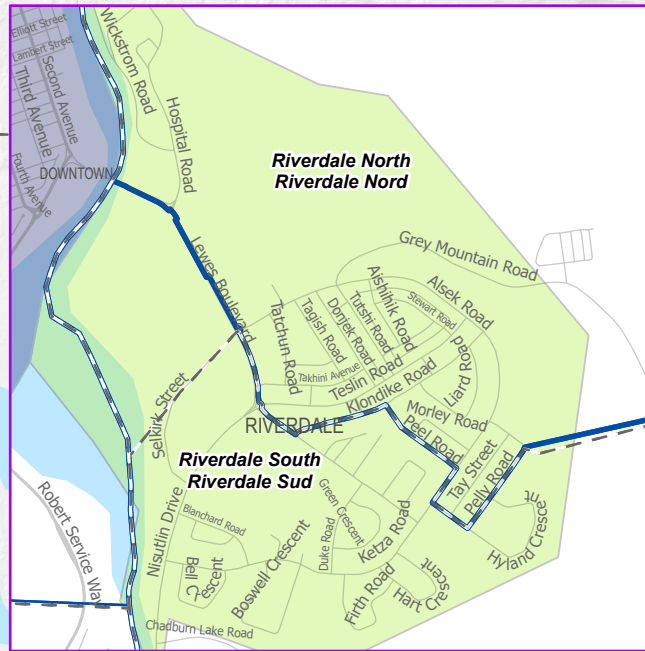 Elliott Street
Wickstrom Road
Lambert Street
Second Avenue
Third Avenue
Hospital Road
Fourth Avenue
DOWNTOWN
Riverdale North
Riverdale Nord
Grey Mountain Road
Lewes Boulevard
Aishihik Road
Alsek Road
Stewart Road
Tutshi Road
Donjek Road
Tagish Road
Tatchun Road
Liard Road
Takhini Avenue
Teslin Road
Klondike Road
Selkirk Street
Morley Road
RIVERDALE
Peel Road
Riverdale South
Riverdale Sud
Tay Street
Pelly Road
Robert Service Way
Nisutlin Drive
Green Crescent
Hyland Crescent
Blanchard Road
Duke Road
Ketza Road
Boswell Crescent
Bell Crescent
Firth Road
Hart Crescent
Chadburn Lake Road